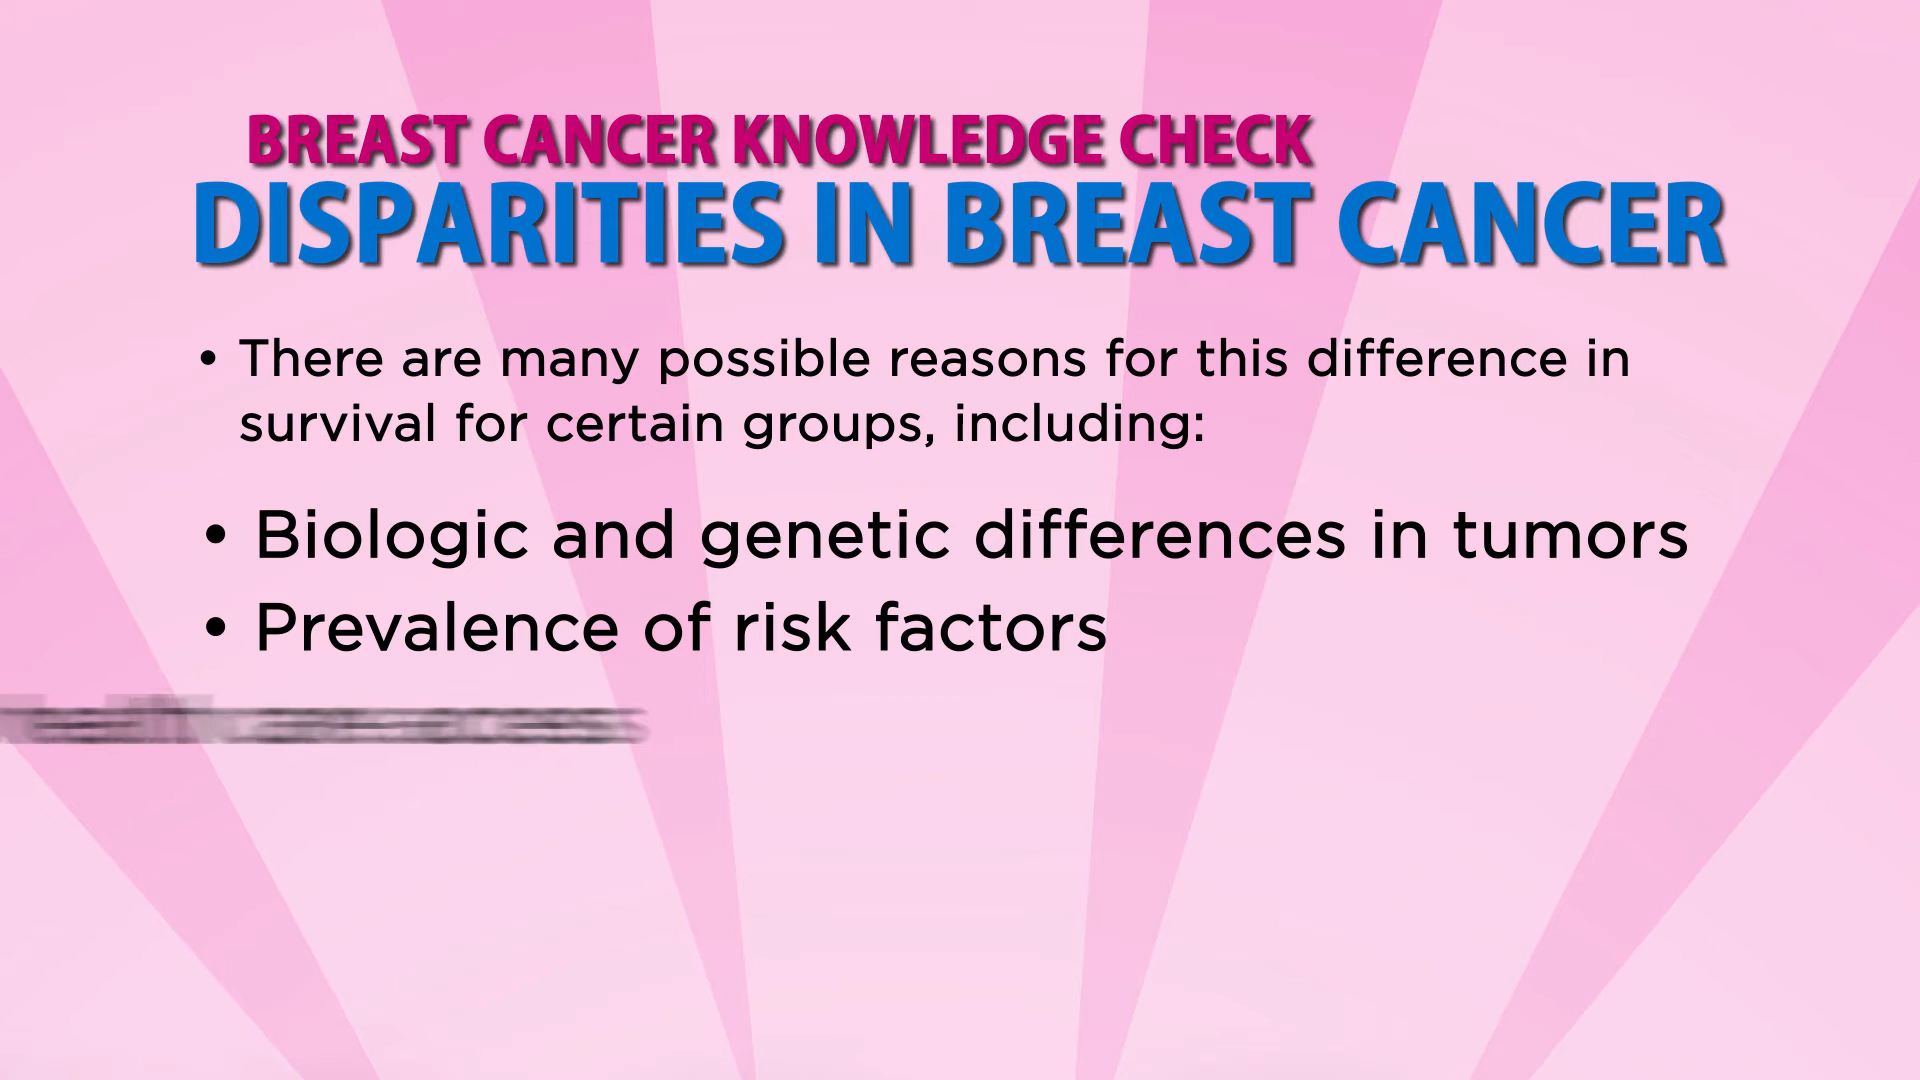 BREAST CANCER KNOWLEDGE CHECK
DISPARITIES IN BREAST CANCER
• There are many possible reasons for this difference in
survival for certain groups, including:
• Biologic and genetic differences in tumors
• Prevalence of risk factors